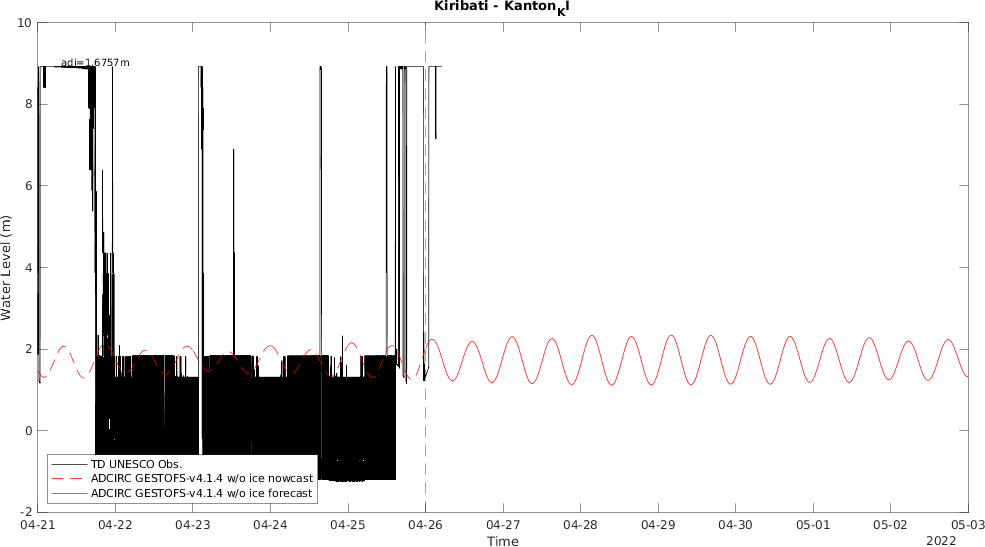 Kiribati - Kanton_KI
10
adj=1.6757m
8
6
4
2
0
-2
Water Level (m)
TD UNESCO Obs.
ADCIRC GESTOFS-v4.1.4 w/o ice nowcast
ADCIRC GESTOFS-v4.1.4 w/o ice forecast
04-21 04-22 04-23 04-24 04-25 04-26 04-27 04-28 04-29 04-30 05-01 05-02 05-03
Time
2022